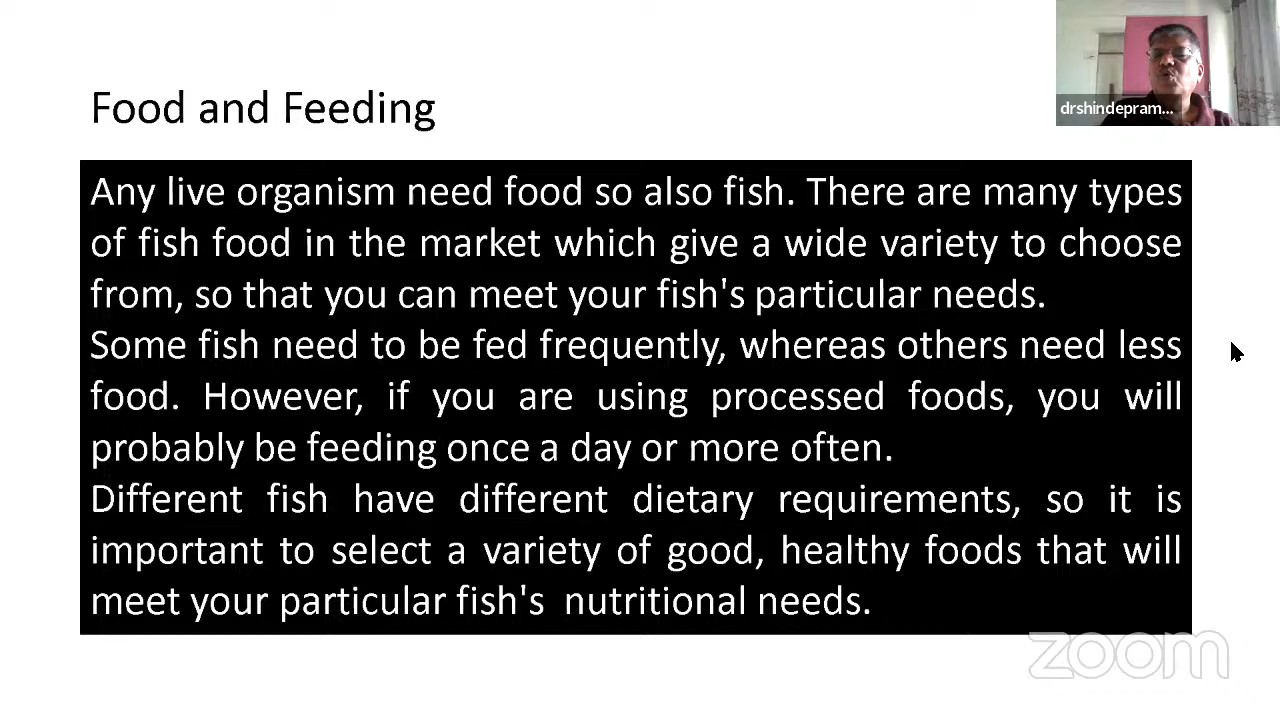 Food and Feeding
drshindepram...
Any live organism need food so also fish. There are many types
of fish food in the market which give a wide variety to choose
from, so that you can meet your fish's particular needs.
Some fish need to be fed frequently, whereas others need less
food. However, if you are using processed foods, you will
probably be feeding once a day or more often.
Different fish have different dietary requirements, so it is
important to select a variety of good, healthy foods that will
meet your particular fish's  nutritional needs.
zoom